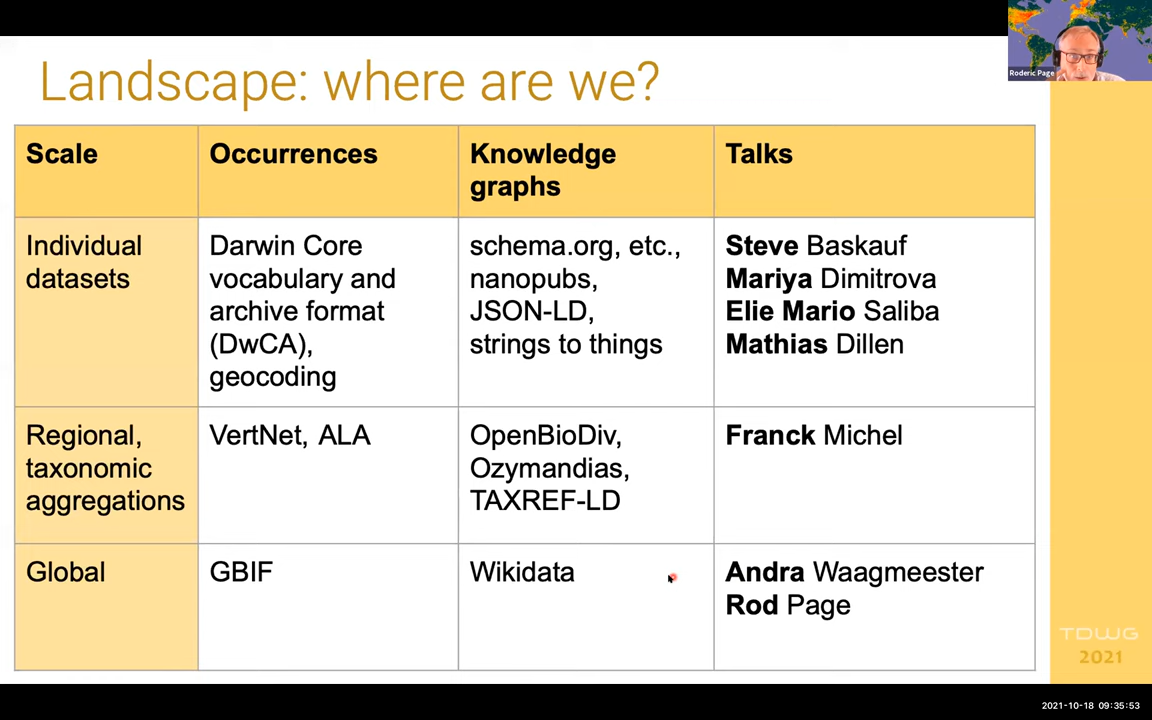 Roderic Page
Landscape: where are we?
Scale
Occurrences
Knowledge
graphs
Talks
Individual
datasets
Darwin Core
vocabulary and
archive format
(DwCA),
geocoding
schema.org, etc.,
nanopubs,
JSON-LD,
strings to things
Steve Baskauf
Mariya Dimitrova
Elie Mario Saliba
Mathias Dillen
Regional,
taxonomic
aggregations
VertNet, ALA
OpenBioDiv,
Ozymandias,
TAXREF-LD
Franck Michel
Global
GBIF
Wikidata
Andra Waagmeester
Rod Page
TDWG
2021
2021-10-18 09:35:53